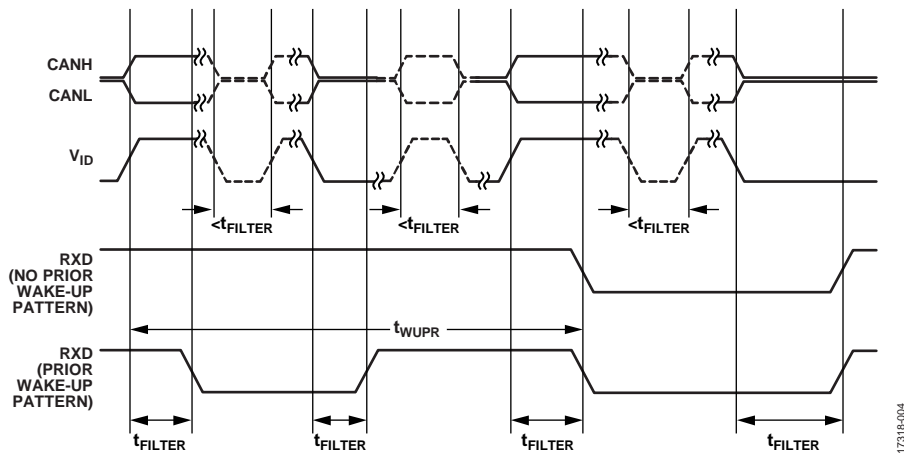 CANH
CANL
VID
<tFILTER <tFILTER <tFILTER
RXD
(NO PRIOR
WAKE-UP
PATTERN)
tWUPR
RXD
(PRIOR
WAKE-UP
PATTERN)
tFILTER tFILTER tFILTER tFILTER
17318-004